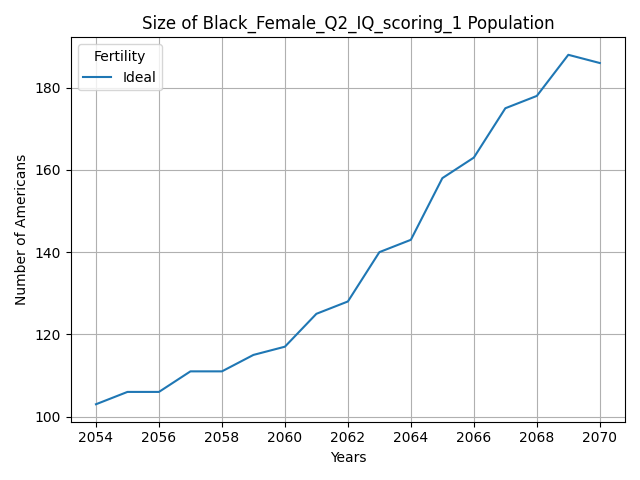 Size of Black_Female_Q2_IQ_scoring_1 Population
Fertility
Ideal
Number of Americans
180
160
140
120
100
2054 2056 2058 2060 2062 2064 2066 2068 2070
Years